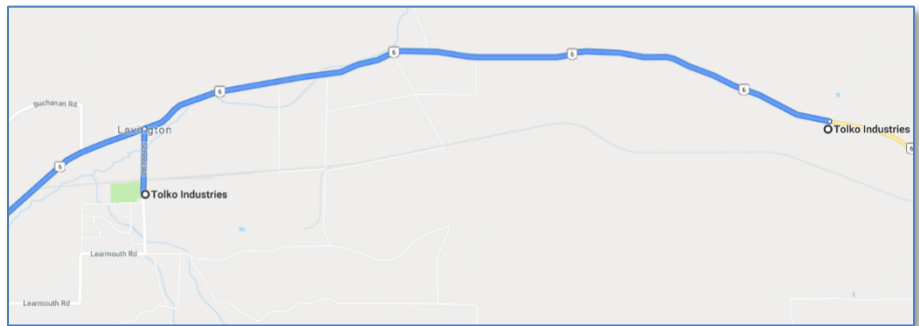 6
6
6
6
Buchanan Rd
Lavington
Tolko Industries
6
6
Tolko Industries
Learmouth Rd
Learmouth Rd